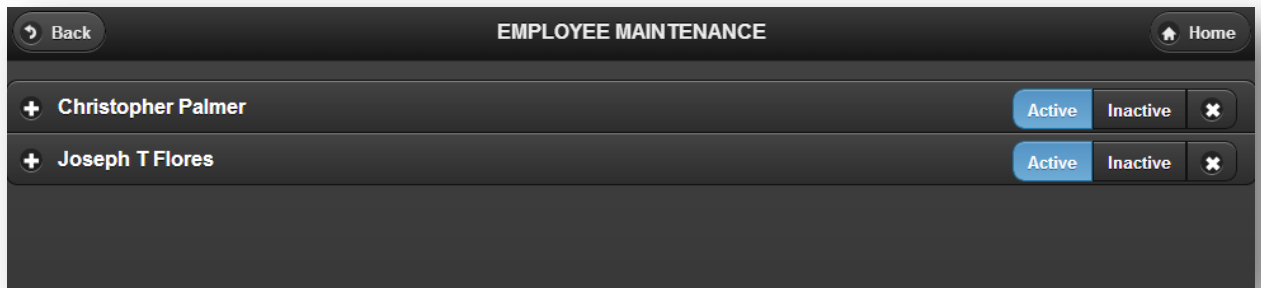 Back EMPLOYEE MAINTENANCE Home
Christopher Palmer Active Inactive
Joseph T Flores Active Inactive